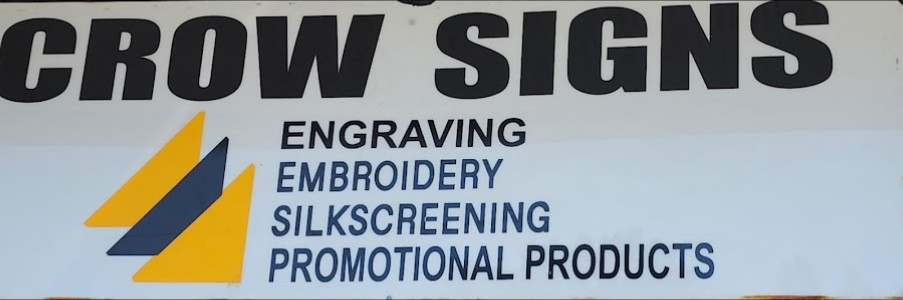 CROW SIGNS
ENGRAVING
EMBROIDERY
SILKSCREENING
PROMOTIONAL PRODUCTS